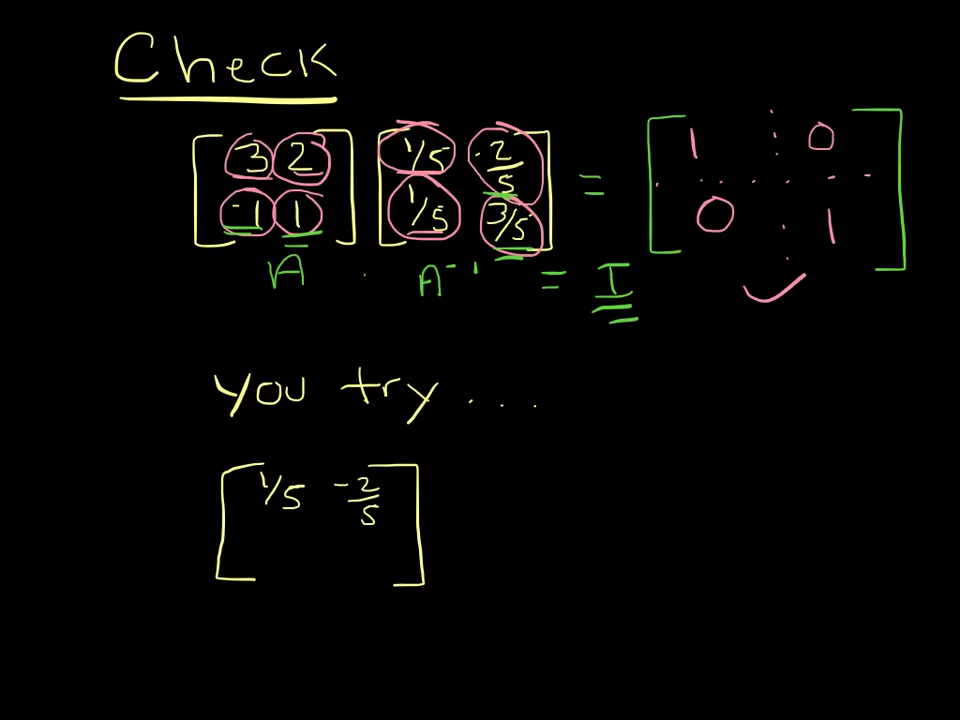 Check
[3 2 -1 1] [1/5 -2/5 1/5 3/5] = [1 0 0 1]
A · A⁻¹ = I
you try ...
[1/5 -2/5]